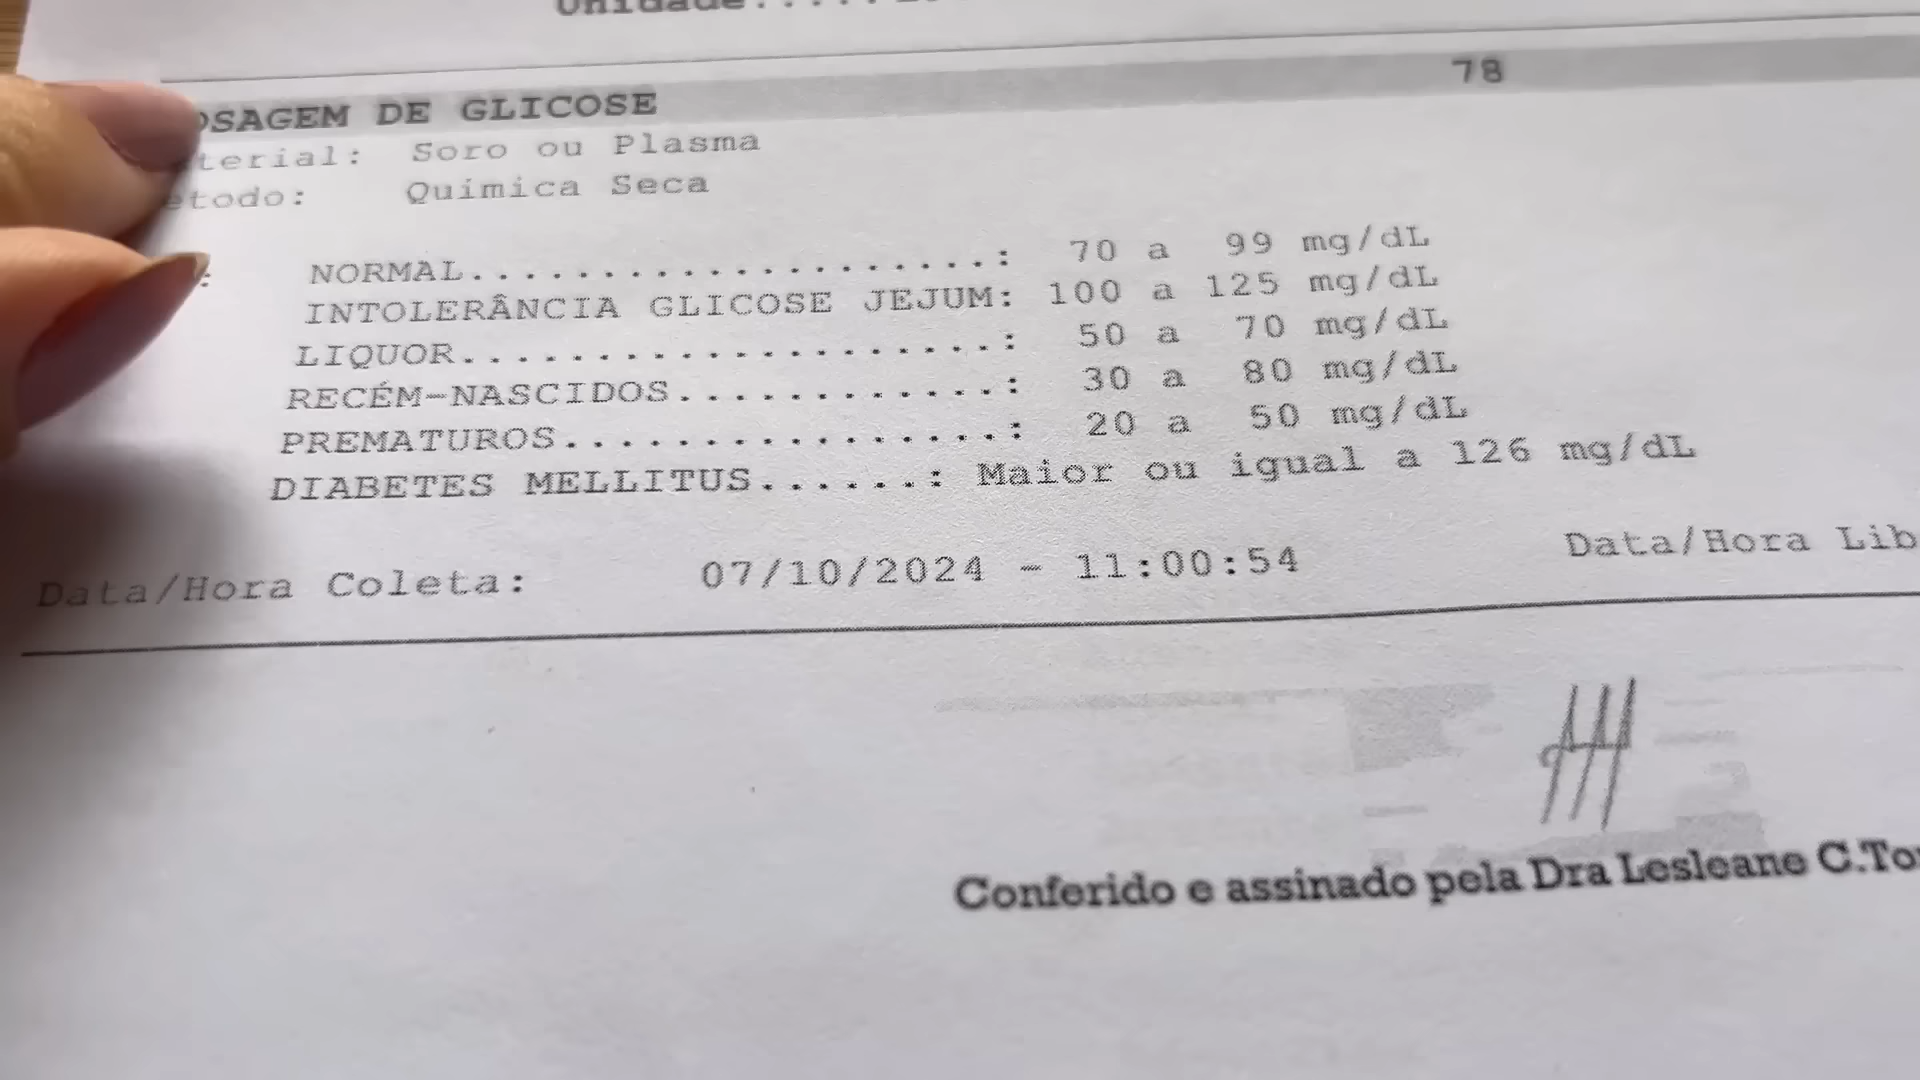 Unidade.....
78
OSAGEM DE GLICOSE
terial: Soro ou Plasma
etodo: Quimica Seca
: NORMAL....................: 70 a 99 mg/dL
INTOLERÂNCIA GLICOSE JEJUM: 100 a 125 mg/dL
LIQUOR.....................: 50 a 70 mg/dL
RECÉM-NASCIDOS.............: 30 a 80 mg/dL
PREMATUROS.................: 20 a 50 mg/dL
DIABETES MELLITUS......: Maior ou igual a 126 mg/dL
Data/Hora Coleta: 07/10/2024 - 11:00:54 Data/Hora Lib
Conferido e assinado pela Dra Lesleane C.To